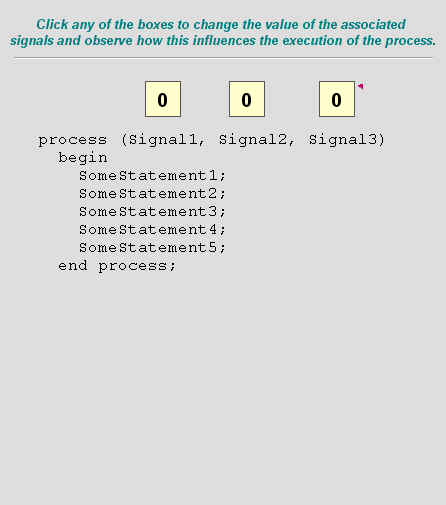 Click any of the boxes to change the value of the associated
signals and observe how this influences the execution of the process.
0 0 0
process (Signal1, Signal2, Signal3)
begin
SomeStatement1;
SomeStatement2;
SomeStatement3;
SomeStatement4;
SomeStatement5;
end process;